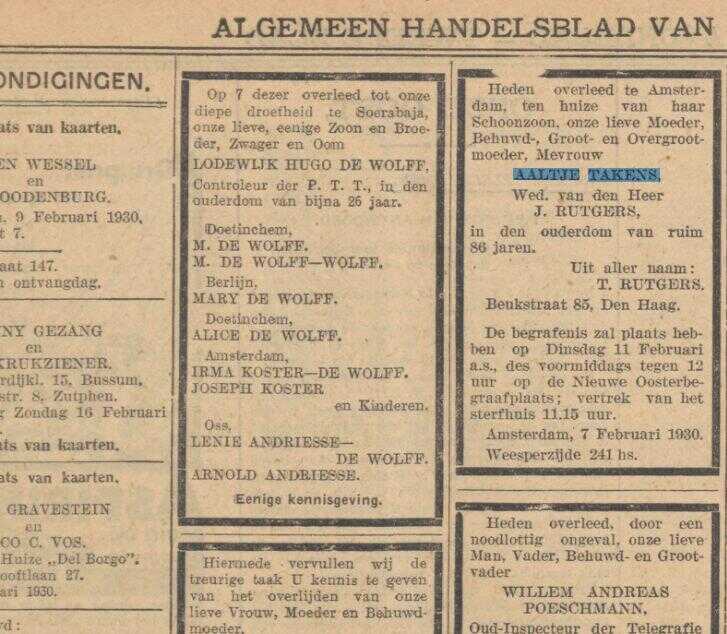 ALGEMEEN HANDELSBLAD VAN
ONDIGINGEN.
ats van kaarten.
EN WESSEL
en
OODENBURG.
. 9 Februari 1930.
t 7.
aat 147.
n ontvangdag.
NY GEZANG
en
KRUKZIENER.
rdijkl. 15, Bussum.
str. 8, Zutphen.
g Zondag 16 Februari
ats van kaarten.
ats van kaarten.
GRAVESTEIN
en
CO C. VOS.
Huize „Del Borgo”.
ooftlaan 27.
ari 1930.
rd:
Op 7 dezer overleed tot onze
diepe droefheid te Soerabaja,
onze lieve, eenige Zoon en Broe-
der, Zwager en Oom
LODEWIJK HUGO DE WOLFF,
Controleur der P. T. T., in den
ouderdom van bijna 26 jaar.
Doetinchem,
M. DE WOLFF.
M. DE WOLFF—WOLFF.
Berlijn,
MARY DE WOLFF.
Doetinchem,
ALICE DE WOLFF.
Amsterdam,
IRMA KOSTER—DE WOLFF.
JOSEPH KOSTER
en Kinderen.
Oss,
LENIE ANDRIESSE—
DE WOLFF.
ARNOLD ANDRIESSE.
Eenige kennisgeving.
Hiermede vervullen wij de
treurige taak U kennis te geven
van het overlijden van onze
lieve Vrouw, Moeder en Behuwd-
moeder,
Heden overleed te Amster-
dam, ten huize van haar
Schoonzoon, onze lieve Moeder,
Behuwd-, Groot- en Overgroot-
moeder, Mevrouw
AALTJE TAKENS,
Wed. van den Heer
J. RUTGERS,
in den ouderdom van ruim
86 jaren.
Uit aller naam:
T. RUTGERS.
Beukstraat 85, Den Haag.
De begrafenis zal plaats heb-
ben op Dinsdag 11 Februari
a.s., des voormiddags tegen 12
uur op de Nieuwe Oosterbe-
graafplaats; vertrek van het
sterfhuis 11.15 uur.
Amsterdam, 7 Februari 1930.
Weesperzijde 241 hs.
Heden overleed, door een
noodlottig ongeval, onze lieve
Man, Vader, Behuwd- en Groot-
vader
WILLEM ANDREAS
POESCHMANN,
Oud-Inspecteur der Telegrafie